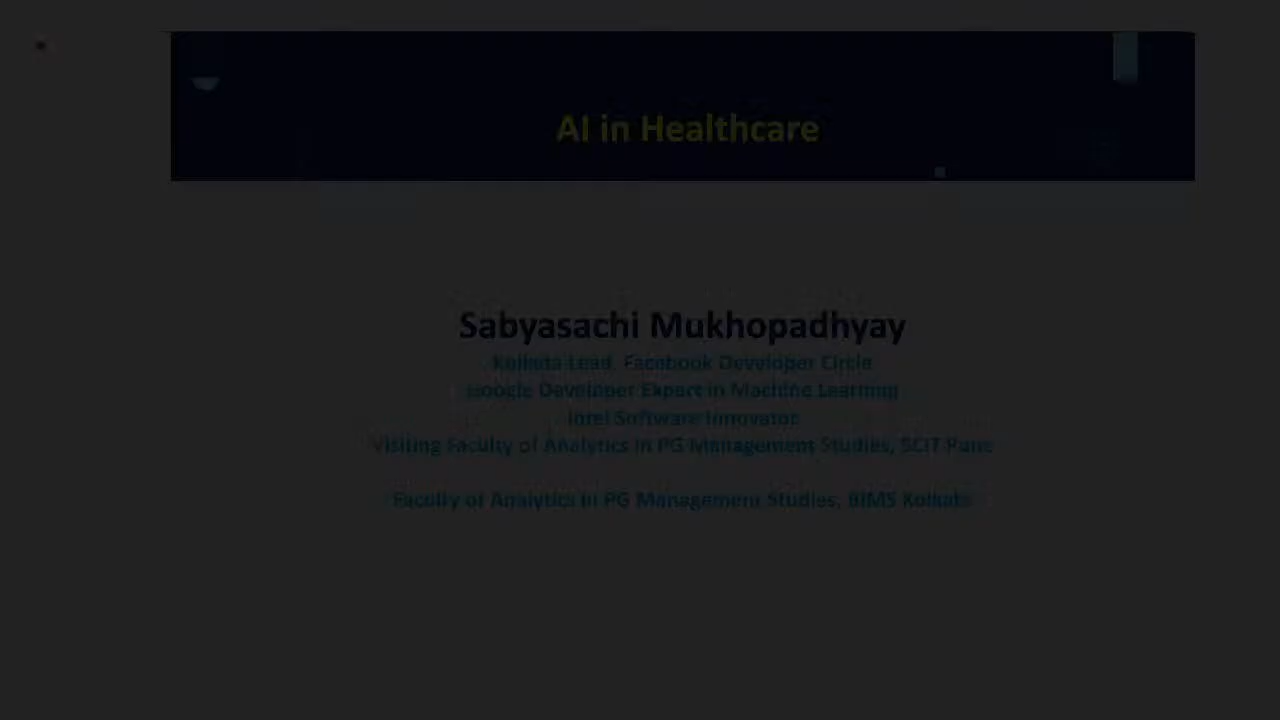 AI in Healthcare
Sabyasachi Mukhopadhyay
Kolkata Lead, Facebook Developer Circle
Google Developer Expert in Machine Learning
Intel Software Innovator
Visiting Faculty of Analytics in PG Management Studies, SCIT Pune
Faculty of Analytics in PG Management Studies, BIMS Kolkata